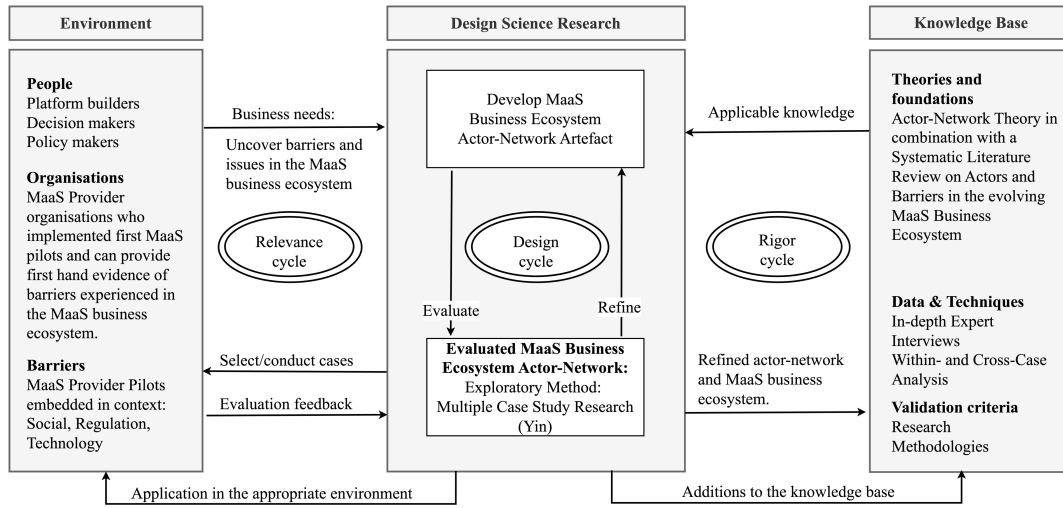 Environment
Design Science Research
Knowledge Base
People
Platform builders
Decision makers
Policy makers
Organisations
MaaS Provider
organisations who
implemented first MaaS
pilots and can provide
first hand evidence of
barriers experienced in
the MaaS business
ecosystem.
Barriers
MaaS Provider Pilots
embedded in context:
Social, Regulation,
Technology
Business needs:
Uncover barriers and
issues in the MaaS
business ecosystem
Relevance
cycle
Select/conduct cases
Evaluation feedback
Develop MaaS
Business Ecosystem
Actor-Network Artefact
Design
cycle
Evaluate
Refine
Evaluated MaaS Business
Ecosystem Actor-Network:
Exploratory Method:
Multiple Case Study Research
(Yin)
Applicable knowledge
Rigor
cycle
Refined actor-network
and MaaS business
ecosystem.
Theories and
foundations
Actor-Network Theory in
combination with a
Systematic Literature
Review on Actors and
Barriers in the evolving
MaaS Business
Ecosystem
Data & Techniques
In-depth Expert
Interviews
Within- and Cross-Case
Analysis
Validation criteria
Research
Methodologies
Application in the appropriate environment
Additions to the knowledge base